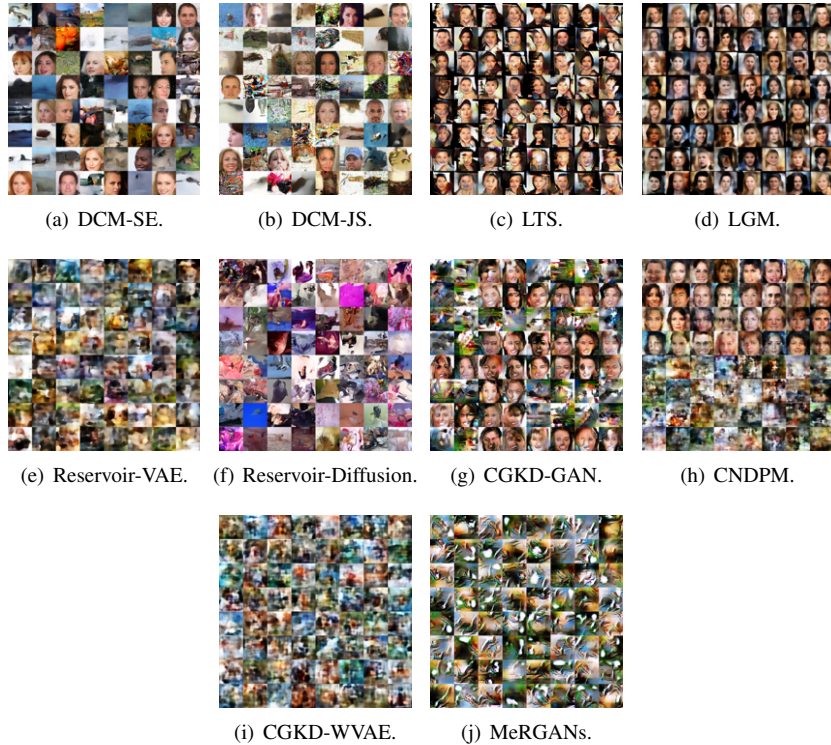 (a) DCM-SE.
(b) DCM-JS.
(c) LTS.
(d) LGM.
(e) Reservoir-VAE.
(f) Reservoir-Diffusion.
(g) CGKD-GAN.
(h) CNDPM.
(i) CGKD-WVAE.
(j) MeRGANs.